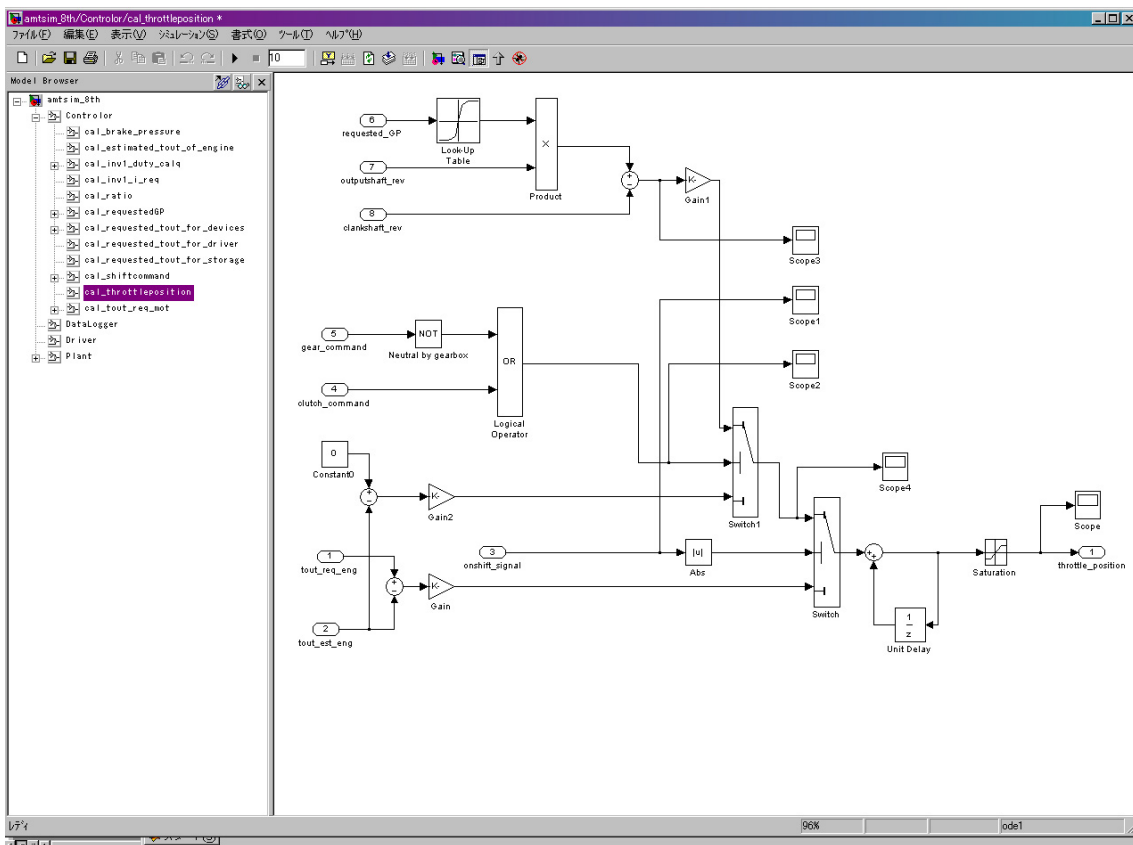 amtsim_8th/Controlor/cal_throttleposition *
ファイル(F) 編集(E) 表示(V) シミュレーション(S) 書式(O) ツール(T) ヘルプ(H)
10
Model Browser
amtsim_8th
Controlor
cal_brake_pressure
cal_estimated_tout_of_engine
cal_inv1_duty_calq
cal_inv1_i_req
cal_ratio
cal_requestedGP
cal_requested_tout_for_devices
cal_requested_tout_for_driver
cal_requested_tout_for_storage
cal_shiftcommand
cal_throttleposition
cal_tout_req_mot
DataLogger
Driver
Plant
6
requested_GP
Look-Up
Table
7
outputshaft_rev
×
Product
8
clankshaft_rev
+
-
K-
Gain1
Scope3
Scope1
5
gear_command
NOT
Neutral by gearbox
OR
Scope2
4
clutch_command
Logical
Operator
0
Constant0
+
-
K-
Gain2
Switch1
Scope4
Scope
1
tout_req_eng
3
onshift_signal
|u|
Abs
+
+
Saturation
1
throttle_position
+
-
K-
Gain
Switch
2
tout_est_eng
1
z
Unit Delay
レディ
96%
ode1